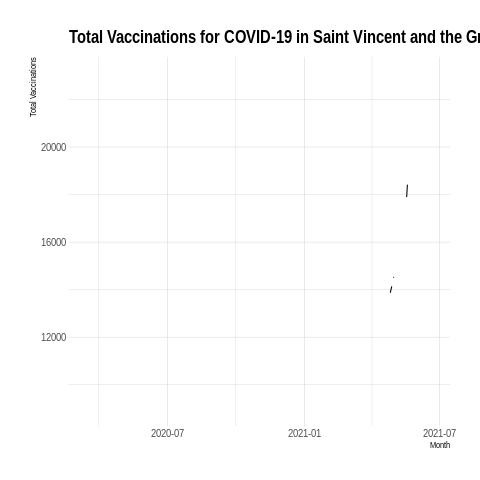 Total Vaccinations for COVID-19 in Saint Vincent and the
Total Vaccinations
20000
16000
12000
2020-07
2021-01
2021-07
Month